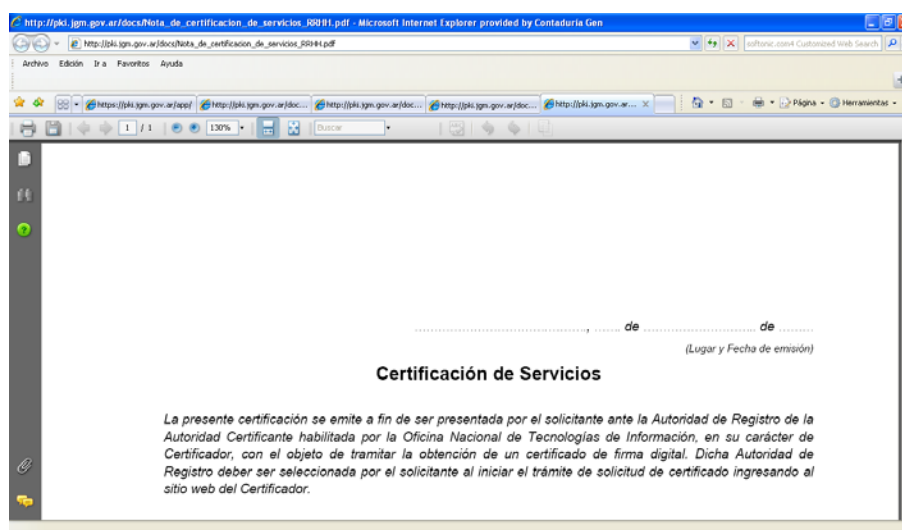 http://pki.jgm.gov.ar/docs/Nota_de_certificacion_de_servicios_RRHH.pdf - Microsoft Internet Explorer provided by Contaduria Gen
http://pki.jgm.gov.ar/docs/Nota_de_certificacion_de_servicios_RRHH.pdf
softonic.com4 Customized Web Search
Archivo Edición Ir a Favoritos Ayuda
https://pki.jgm.gov.ar/app/ http://pki.jgm.gov.ar/doc... http://pki.jgm.gov.ar/doc... http://pki.jgm.gov.ar/doc... http://pki.jgm.gov.ar... Página Herramientas
1 / 1 130% Buscar
..........................................., ....... de ............................ de .........
(Lugar y Fecha de emisión)
Certificación de Servicios
La presente certificación se emite a fin de ser presentada por el solicitante ante la Autoridad de Registro de la
Autoridad Certificante habilitada por la Oficina Nacional de Tecnologías de Información, en su carácter de
Certificador, con el objeto de tramitar la obtención de un certificado de firma digital. Dicha Autoridad de
Registro deber ser seleccionada por el solicitante al iniciar el trámite de solicitud de certificado ingresando al
sitio web del Certificador.